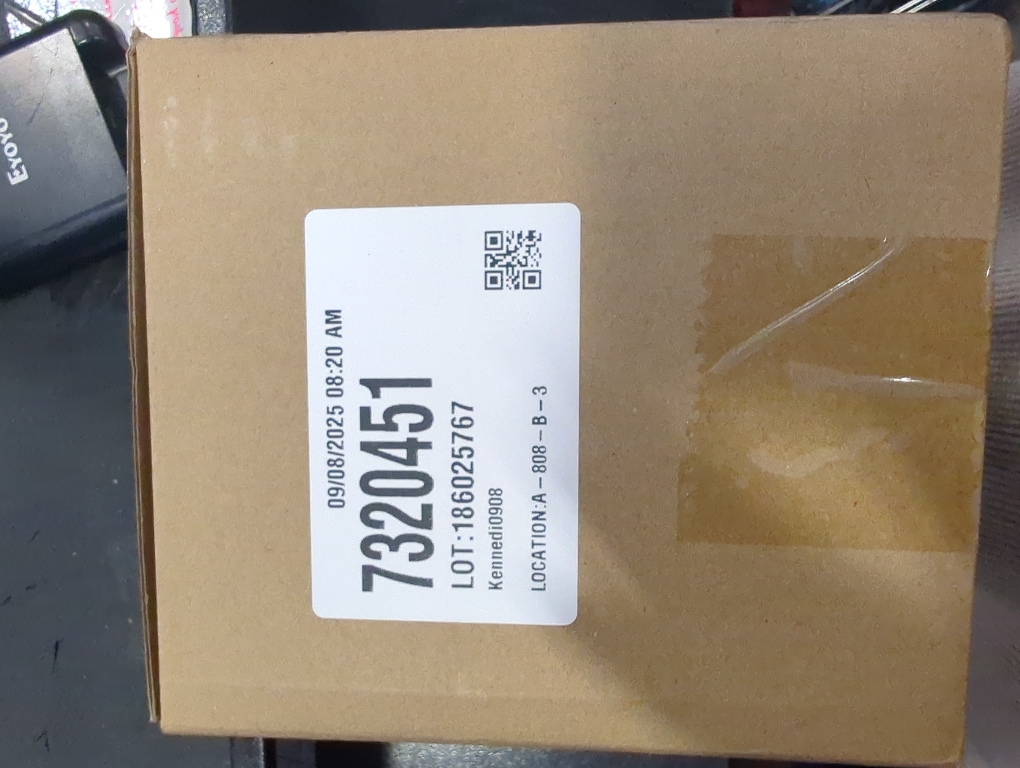 EYOYO
09/08/2025 08:20 AM
7320451
LOT:186025767
Kennedi0908
LOCATION:A-808-B-3